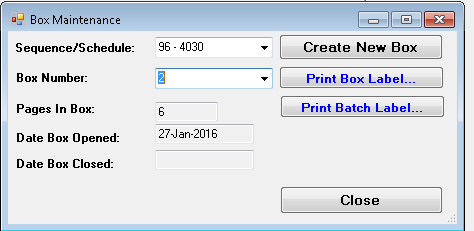 Box Maintenance
Sequence/Schedule: 96 - 4030 Create New Box
Box Number: 2 Print Box Label...
Pages In Box: 6 Print Batch Label...
Date Box Opened: 27-Jan-2016
Date Box Closed:
Close